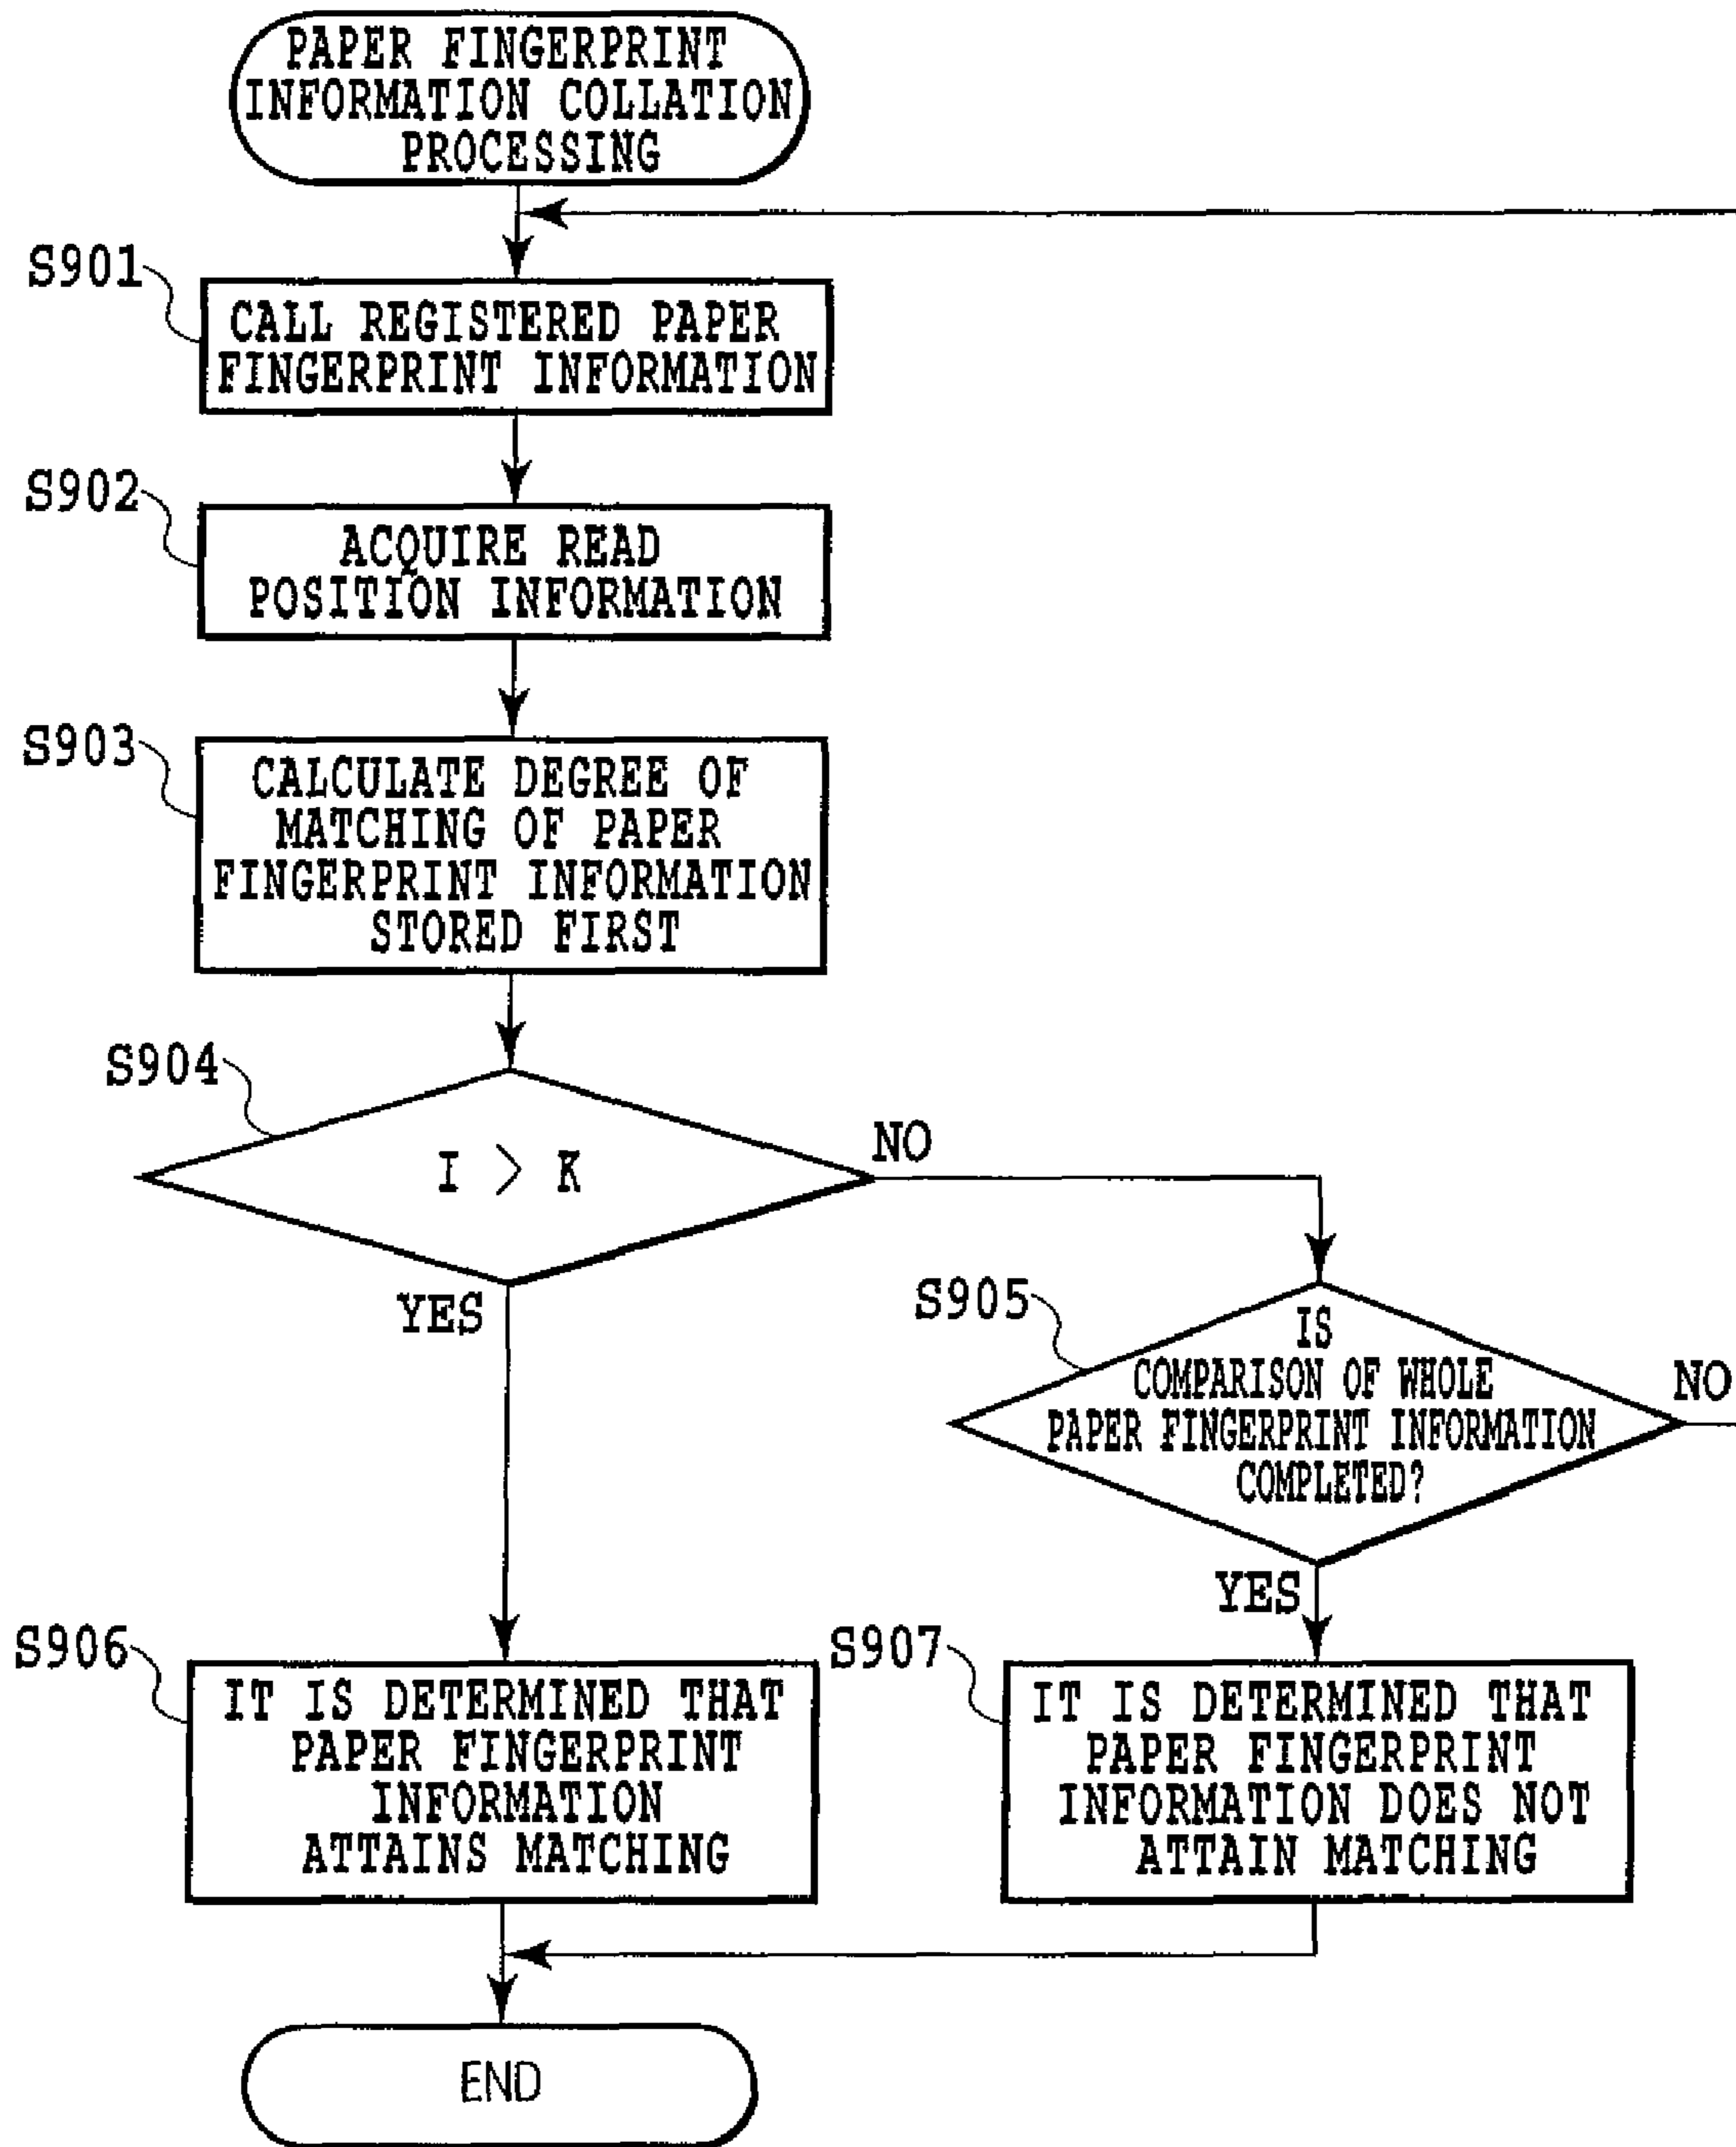 PAPER FINGERPRINT
INFORMATION COLLATION
PROCESSING
S901
CALL REGISTERED PAPER
FINGERPRINT INFORMATION
S902
ACQUIRE READ
POSITION INFORMATION
S903
CALCULATE DEGREE OF
MATCHING OF PAPER
FINGERPRINT INFORMATION
STORED FIRST
S904
I > K
NO
YES
S905
IS
COMPARISON OF WHOLE
PAPER FINGERPRINT INFORMATION
COMPLETED?
NO
YES
S906
IT IS DETERMINED THAT
PAPER FINGERPRINT
INFORMATION
ATTAINS MATCHING
S907
IT IS DETERMINED THAT
PAPER FINGERPRINT
INFORMATION DOES NOT
ATTAIN MATCHING
END